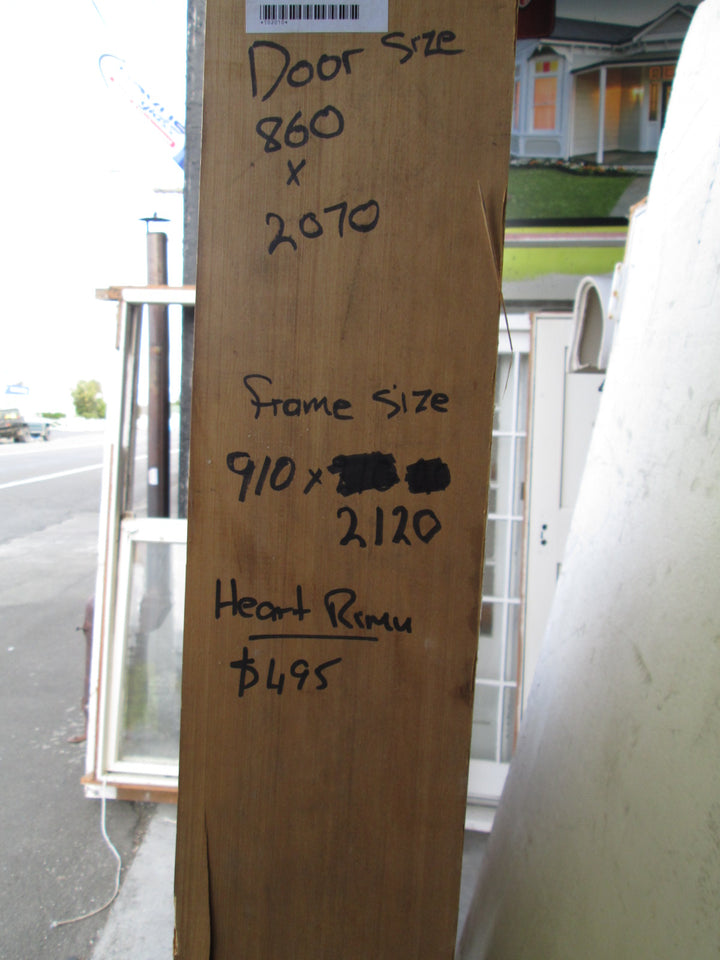 Door Size
860
x
2070
frame size
910 x
2120
Heart Rimu
$495